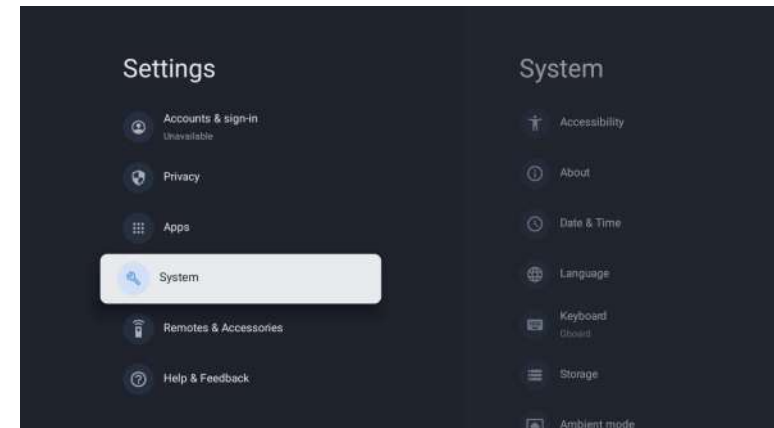 Settings
Accounts & sign-in
Unavailable
Privacy
Apps
System
Remotes & Accessories
Help & Feedback
System
Accessibility
About
Date & Time
Language
Keyboard
Gboard
Storage
Ambient mode